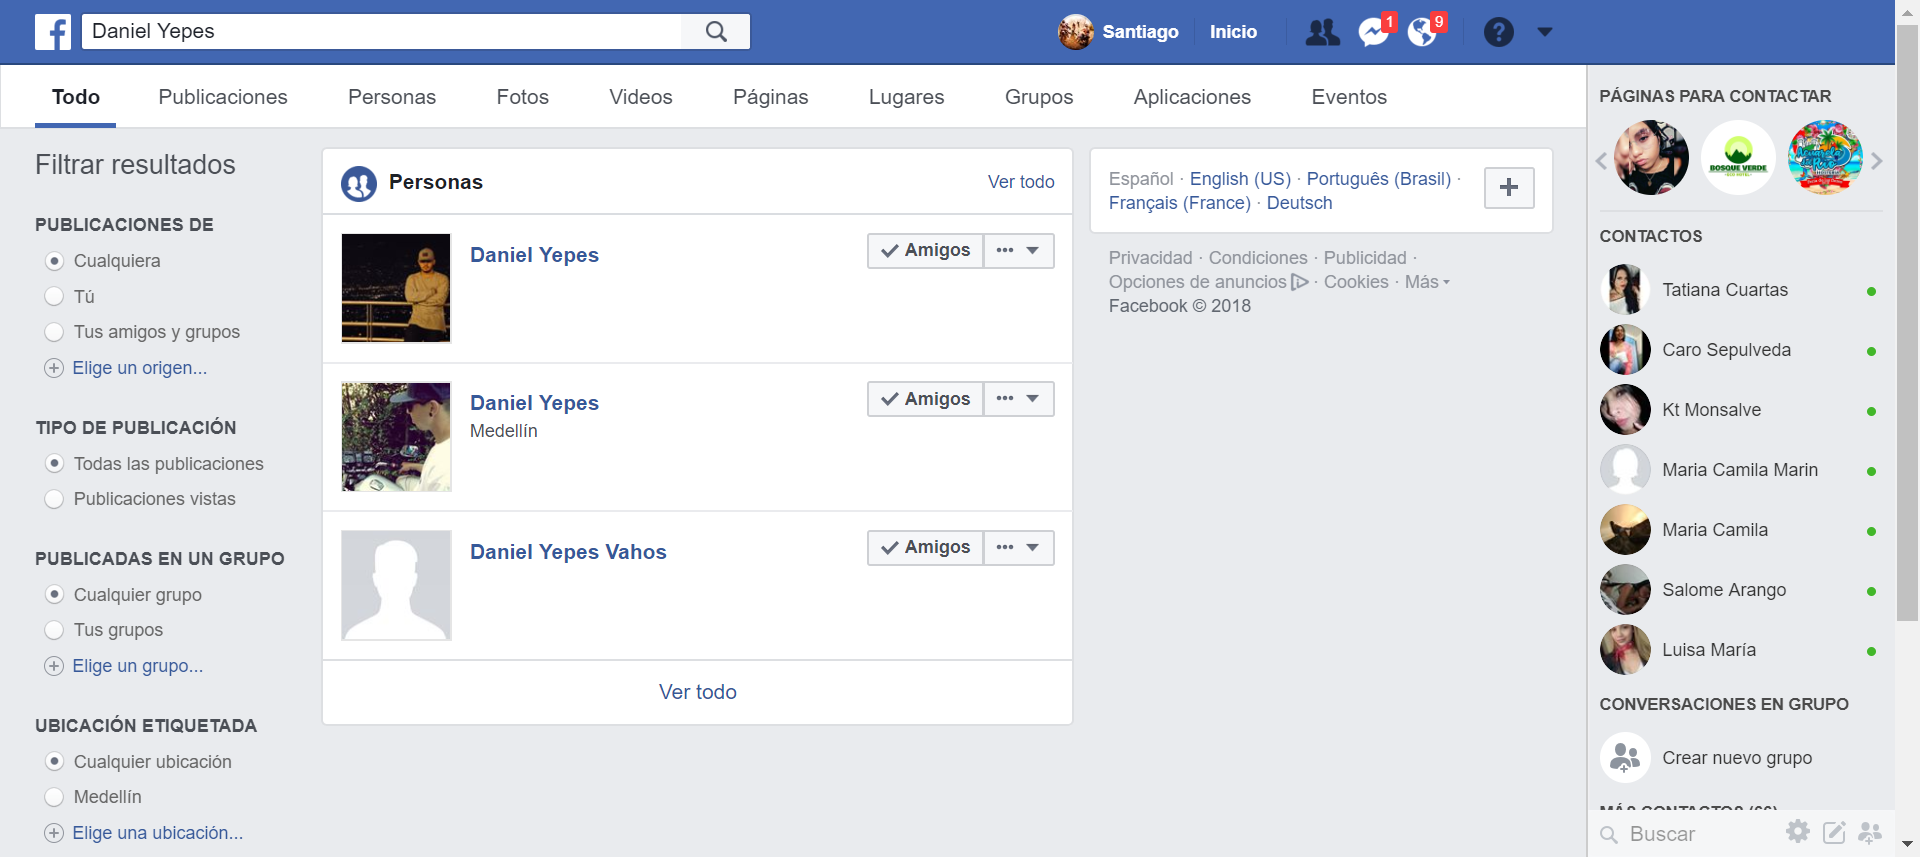 Daniel Yepes
Santiago
Inicio
1
9
Todo
Publicaciones
Personas
Fotos
Videos
Páginas
Lugares
Grupos
Aplicaciones
Eventos
Filtrar resultados
PUBLICACIONES DE
Cualquiera
Tú
Tus amigos y grupos
Elige un origen...
TIPO DE PUBLICACIÓN
Todas las publicaciones
Publicaciones vistas
PUBLICADAS EN UN GRUPO
Cualquier grupo
Tus grupos
Elige un grupo...
UBICACIÓN ETIQUETADA
Cualquier ubicación
Medellín
Elige una ubicación...
Personas
Ver todo
Daniel Yepes
Amigos
Daniel Yepes
Medellín
Amigos
Daniel Yepes Vahos
Amigos
Ver todo
Español · English (US) · Português (Brasil) ·
Français (France) · Deutsch
Privacidad · Condiciones · Publicidad ·
Opciones de anuncios · Cookies · Más
Facebook © 2018
PÁGINAS PARA CONTACTAR
BOSQUE VERDE
CONTACTOS
Tatiana Cuartas
Caro Sepulveda
Kt Monsalve
Maria Camila Marin
Maria Camila
Salome Arango
Luisa María
CONVERSACIONES EN GRUPO
Crear nuevo grupo
MÁS CONTACTOS (66)
Buscar